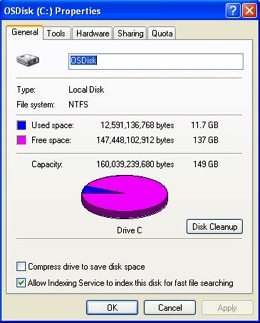 OSDisk (C:) Properties
General Tools Hardware Sharing Quota
OSDisk
Type: Local Disk
File system: NTFS
Used space: 12,591,136,768 bytes 11.7 GB
Free space: 147,448,102,912 bytes 137 GB
Capacity: 160,039,239,680 bytes 149 GB
Drive C
Disk Cleanup
Compress drive to save disk space
Allow Indexing Service to index this disk for fast file searching
OK Cancel Apply